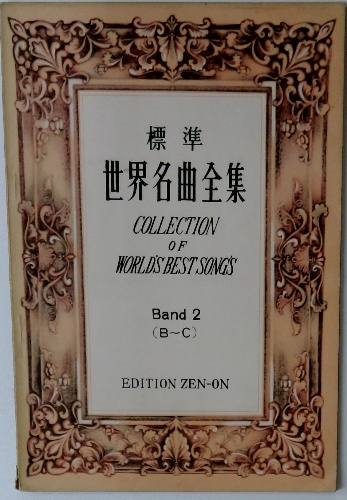 標準
世界名曲全集
COLLECTION
OF
WORLD'S BEST SONGS
Band 2
(B~C)
EDITION ZEN-ON